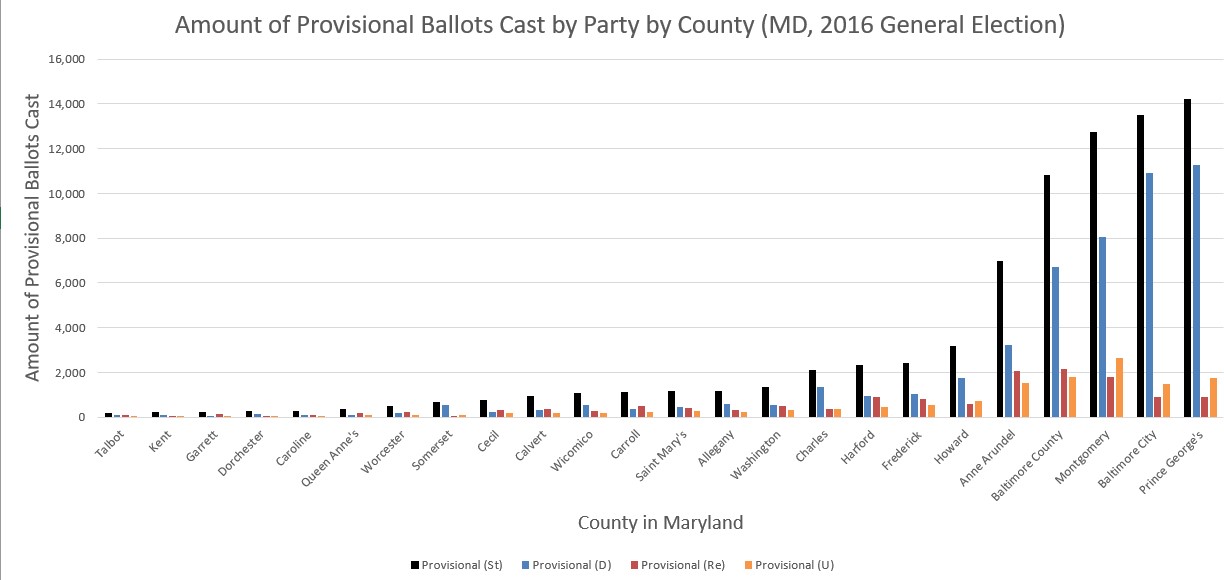 Amount of Provisional Ballots Cast by Party by County (MD, 2016 General Election)
Amount of Provisional Ballots Cast
16,000
14,000
12,000
10,000
8,000
6,000
4,000
2,000
0
Talbot
Kent
Garrett
Dorchester
Caroline
Queen Anne's
Worcester
Somerset
Cecil
Calvert
Wicomico
Carroll
Saint Mary's
Allegany
Washington
Charles
Harford
Frederick
Howard
Anne Arundel
Baltimore County
Montgomery
Baltimore City
Prince George's
County in Maryland
Provisional (St) Provisional (D) Provisional (Re) Provisional (U)